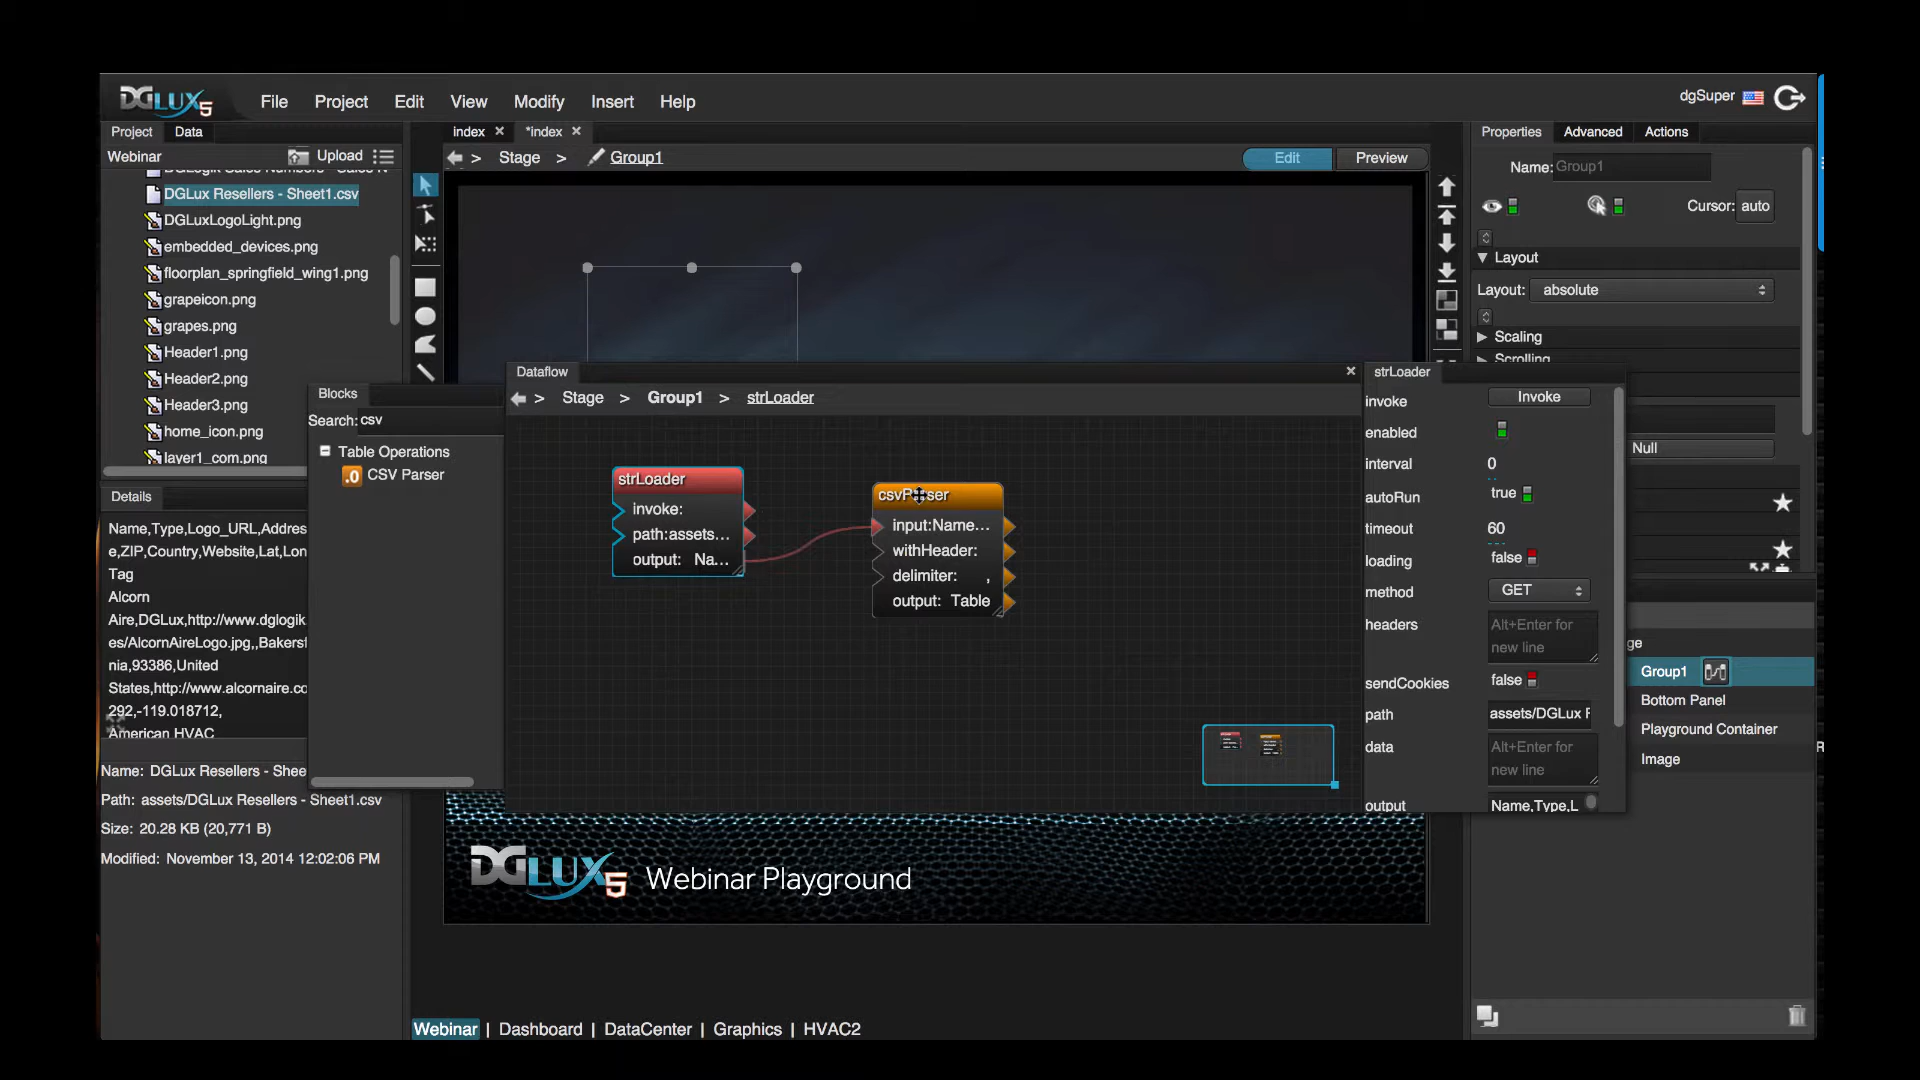 DGLUX5
File Project Edit View Modify Insert Help
dgSuper
Project Data
index *index
Properties Advanced Actions
Webinar Upload
Stage > Group1
Edit Preview
Name: Group1
DGLogik Sales Numbers - Sales N
DGLux Resellers - Sheet1.csv
DGLuxLogoLight.png
embedded_devices.png
floorplan_springfield_wing1.png
grapeicon.png
grapes.png
Header1.png
Header2.png
Header3.png
home_icon.png
layer1_com.png
Cursor: auto
Layout
Layout: absolute
Scaling
Scrolling
Blocks
Search: csv
Table Operations
CSV Parser
Dataflow
Stage > Group1 > strLoader
strLoader
invoke:
path:assets...
output: Na...
csvParser
input:Name...
withHeader:
delimiter: ,
output: Table
strLoader
invoke Invoke
enabled
interval 0
autoRun true
timeout 60
loading false
method GET
headers Alt+Enter for
new line
sendCookies false
path assets/DGLux F
data Alt+Enter for
new line
output Name,Type,L
Null
ge
Group1
Bottom Panel
Playground Container
Image
Details
Name,Type,Logo_URL,Addres
e,ZIP,Country,Website,Lat,Lon
Tag
Alcorn
Aire,DGLux,http://www.dglogik
es/AlcornAireLogo.jpg,,Bakers
nia,93386,United
States,http://www.alcornaire.co
292,-119.018712,
American HVAC
Name: DGLux Resellers - Shee
Path: assets/DGLux Resellers - Sheet1.csv
Size: 20.28 KB (20,771 B)
Modified: November 13, 2014 12:02:06 PM
DGLUX5 Webinar Playground
Webinar | Dashboard | DataCenter | Graphics | HVAC2